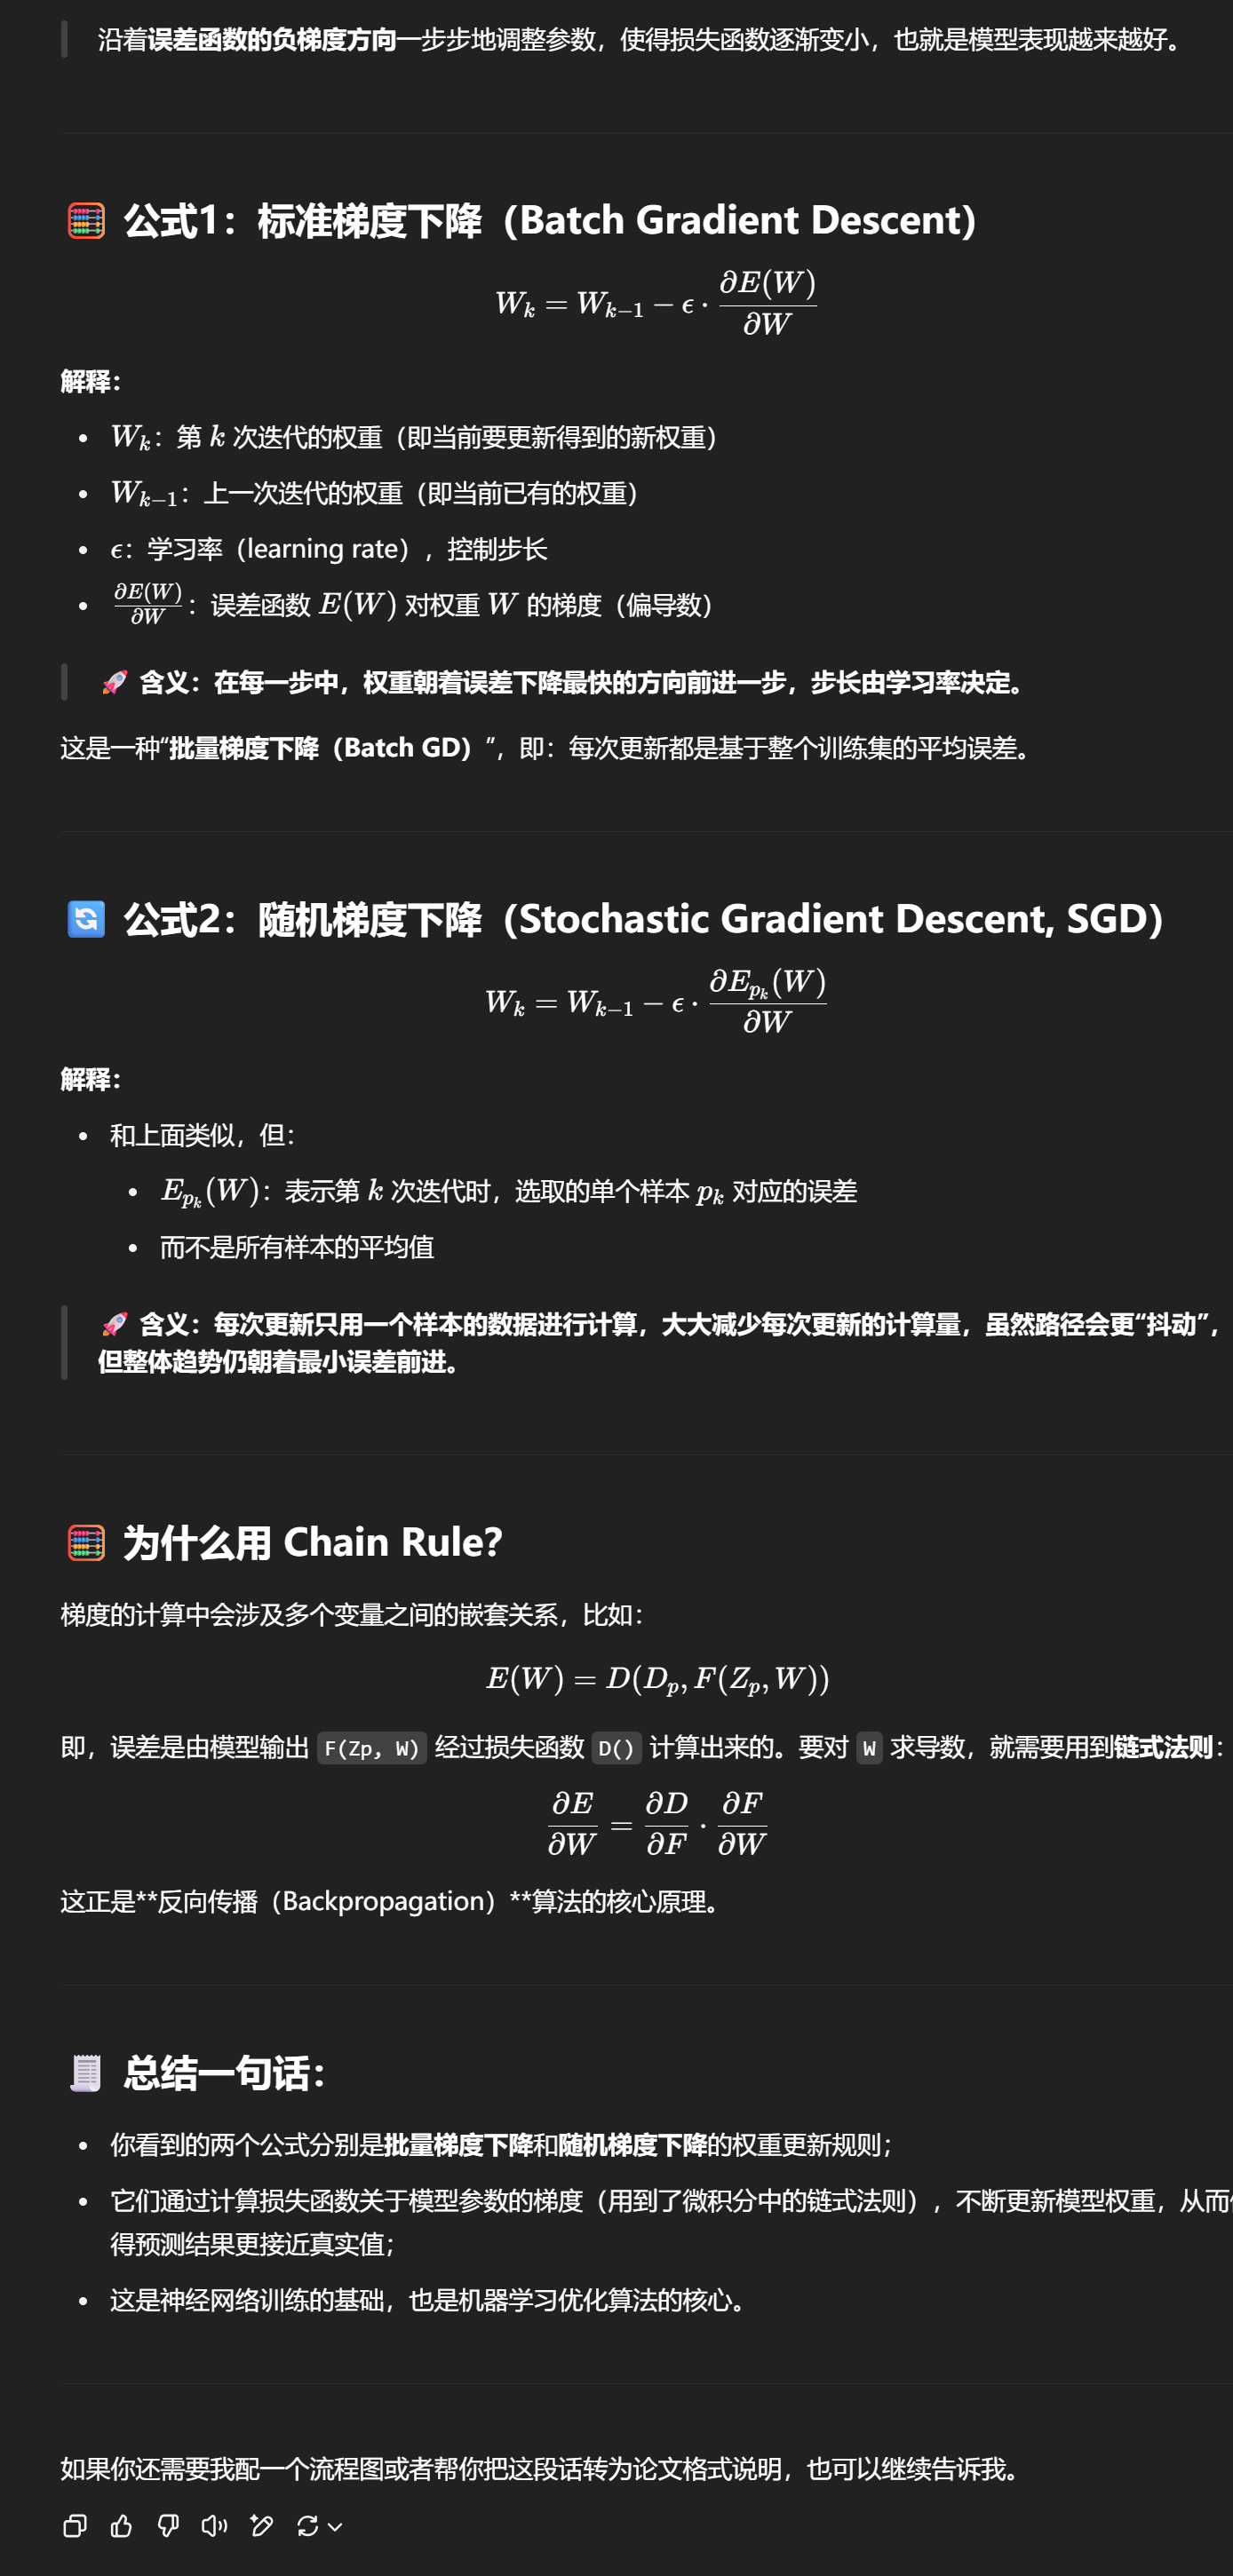 沿着误差函数的负梯度方向一步步地调整参数，使得损失函数逐渐变小，也就是模型表现越来越好。
🧮 公式1：标准梯度下降（Batch Gradient Descent）
W_k = W_{k−1} − ϵ · ∂E(W)/∂W
解释：
• W_k：第 k 次迭代的权重（即当前要更新得到的新权重）
• W_{k−1}：上一次迭代的权重（即当前已有的权重）
• ϵ：学习率（learning rate），控制步长
• ∂E(W)/∂W：误差函数 E(W) 对权重 W 的梯度（偏导数）
🚀 含义：在每一步中，权重朝着误差下降最快的方向前进一步，步长由学习率决定。
这是一种“批量梯度下降（Batch GD）”，即：每次更新都是基于整个训练集的平均误差。
🔄 公式2：随机梯度下降（Stochastic Gradient Descent, SGD）
W_k = W_{k−1} − ϵ · ∂E_{p_k}(W)/∂W
解释：
• 和上面类似，但：
• E_{p_k}(W)：表示第 k 次迭代时，选取的单个样本 p_k 对应的误差
• 而不是所有样本的平均值
🚀 含义：每次更新只用一个样本的数据进行计算，大大减少每次更新的计算量，虽然路径会更“抖动”，
但整体趋势仍朝着最小误差前进。
🧮 为什么用 Chain Rule？
梯度的计算中会涉及多个变量之间的嵌套关系，比如：
E(W) = D(D_p, F(Z_p, W))
即，误差是由模型输出 F(Zp, W) 经过损失函数 D() 计算出来的。要对 W 求导数，就需要用到链式法则：
∂E/∂W = ∂D/∂F · ∂F/∂W
这正是**反向传播（Backpropagation）**算法的核心原理。
🧾 总结一句话：
• 你看到的两个公式分别是批量梯度下降和随机梯度下降的权重更新规则；
• 它们通过计算损失函数关于模型参数的梯度（用到了微积分中的链式法则），不断更新模型权重，从而
得预测结果更接近真实值；
• 这是神经网络训练的基础，也是机器学习优化算法的核心。
如果你还需要我配一个流程图或者帮你把这段话转为论文格式说明，也可以继续告诉我。